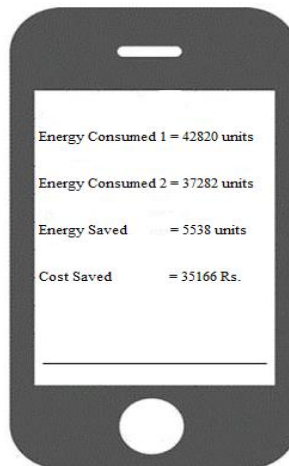 Energy Consumed 1 = 42820 units
Energy Consumed 2 = 37282 units
Energy Saved = 5538 units
Cost Saved = 35166 Rs.